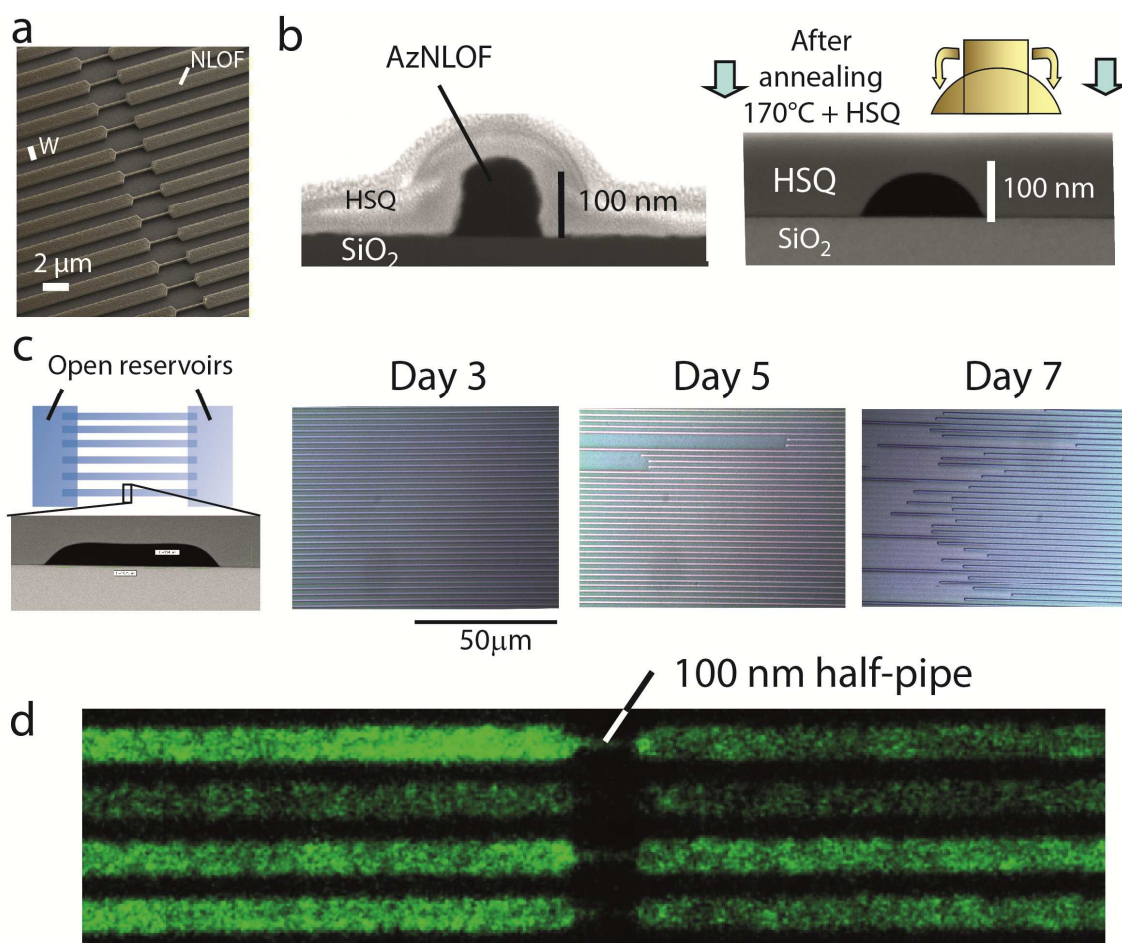 a
NLOF
W
2 μm
b
AzNLOF
HSQ
SiO₂
100 nm
After
annealing
170°C + HSQ
HSQ
SiO₂
100 nm
c
Open reservoirs
Day 3
Day 5
Day 7
50μm
100 nm half-pipe
d